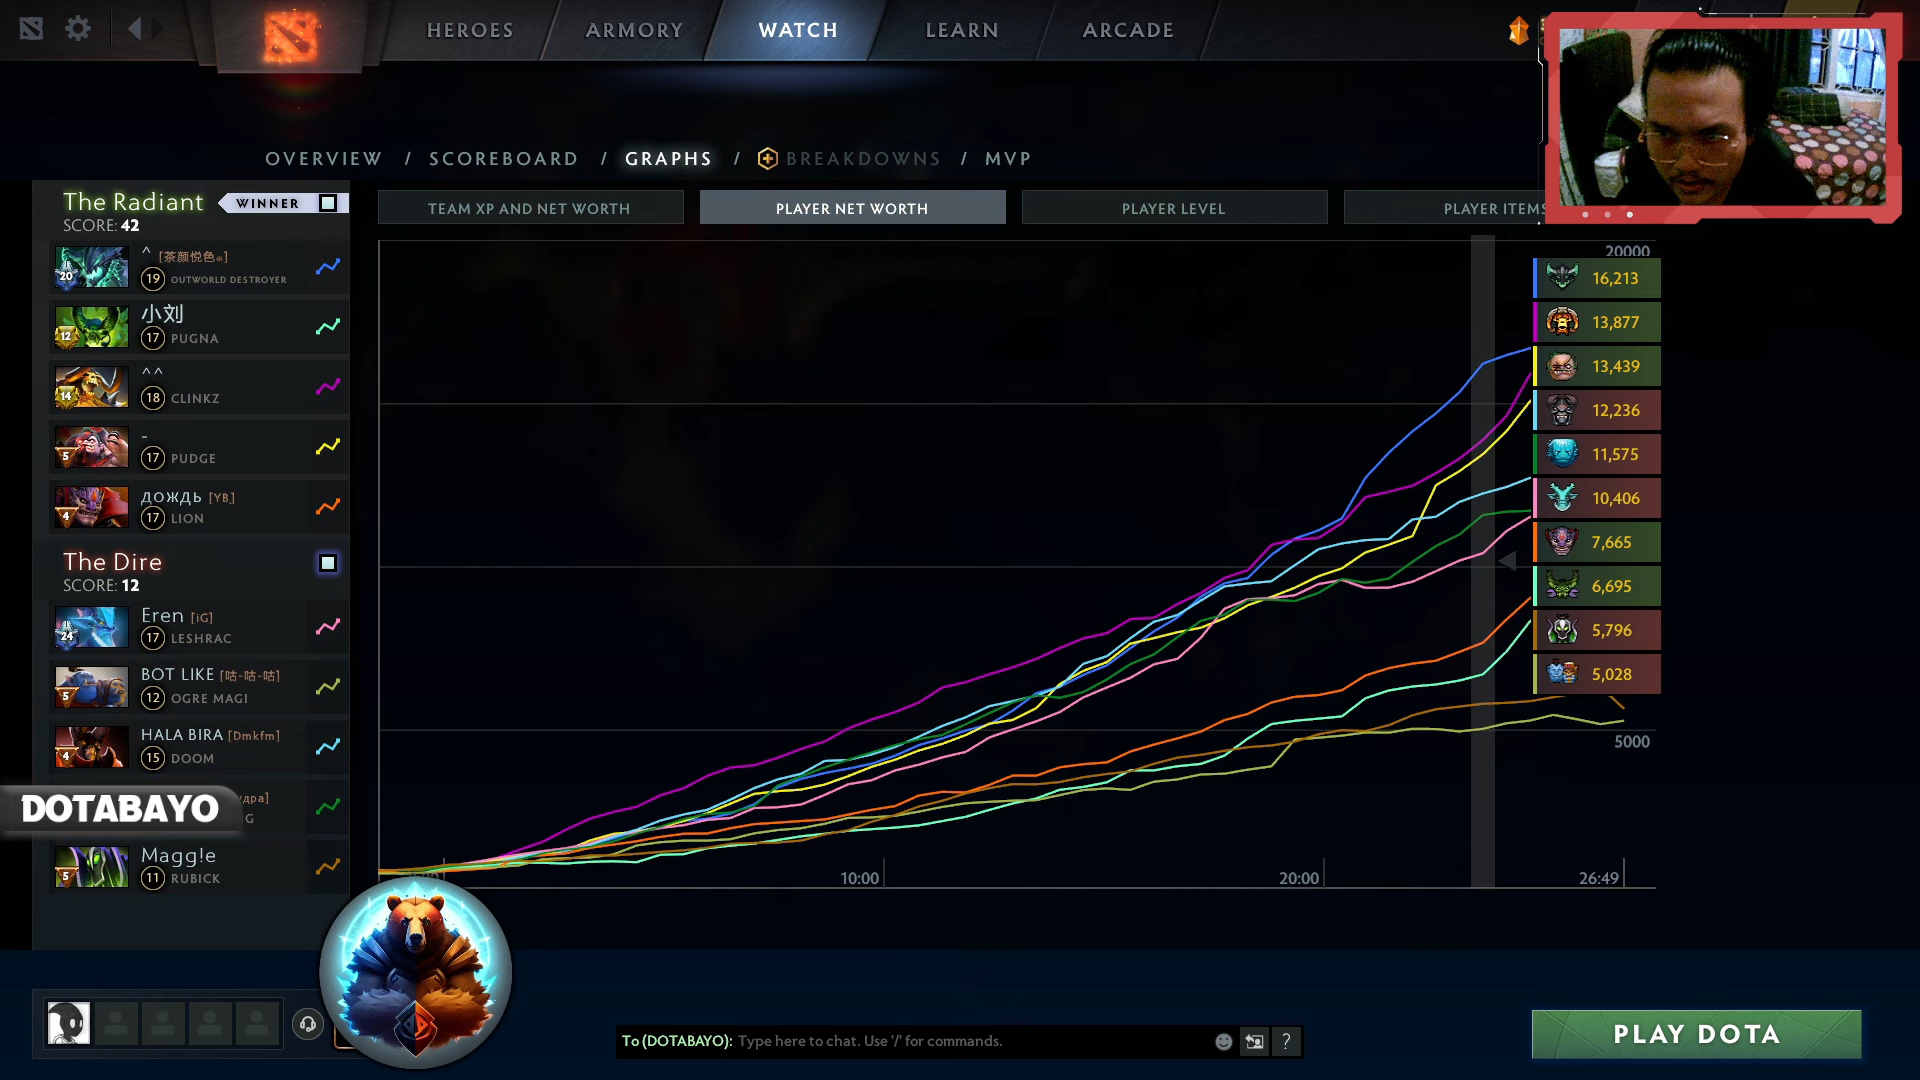 HEROES
ARMORY
WATCH
LEARN
ARCADE
OVERVIEW / SCOREBOARD / GRAPHS / BREAKDOWNS / MVP
The Radiant
WINNER
SCORE: 42
20
^ [茶颜悦色]
19 OUTWORLD DESTROYER
12
小刘
17 PUGNA
14
^^
18 CLINKZ
5
-
17 PUDGE
4
ДОЖДЬ [YB]
17 LION
The Dire
SCORE: 12
24
Eren [iG]
17 LESHRAC
5
BOT LIKE [咕-咕-咕]
12 OGRE MAGI
4
HALA BIRA [Dmkfm]
15 DOOM
DOTABAYO
удра]
G
5
Magg!e
11 RUBICK
TEAM XP AND NET WORTH
PLAYER NET WORTH
PLAYER LEVEL
PLAYER ITEMS
20000
16,213
13,877
13,439
12,236
11,575
10,406
7,665
6,695
5,796
5,028
5000
10:00
20:00
26:49
To (DOTABAYO): Type here to chat. Use '/' for commands.
?
PLAY DOTA